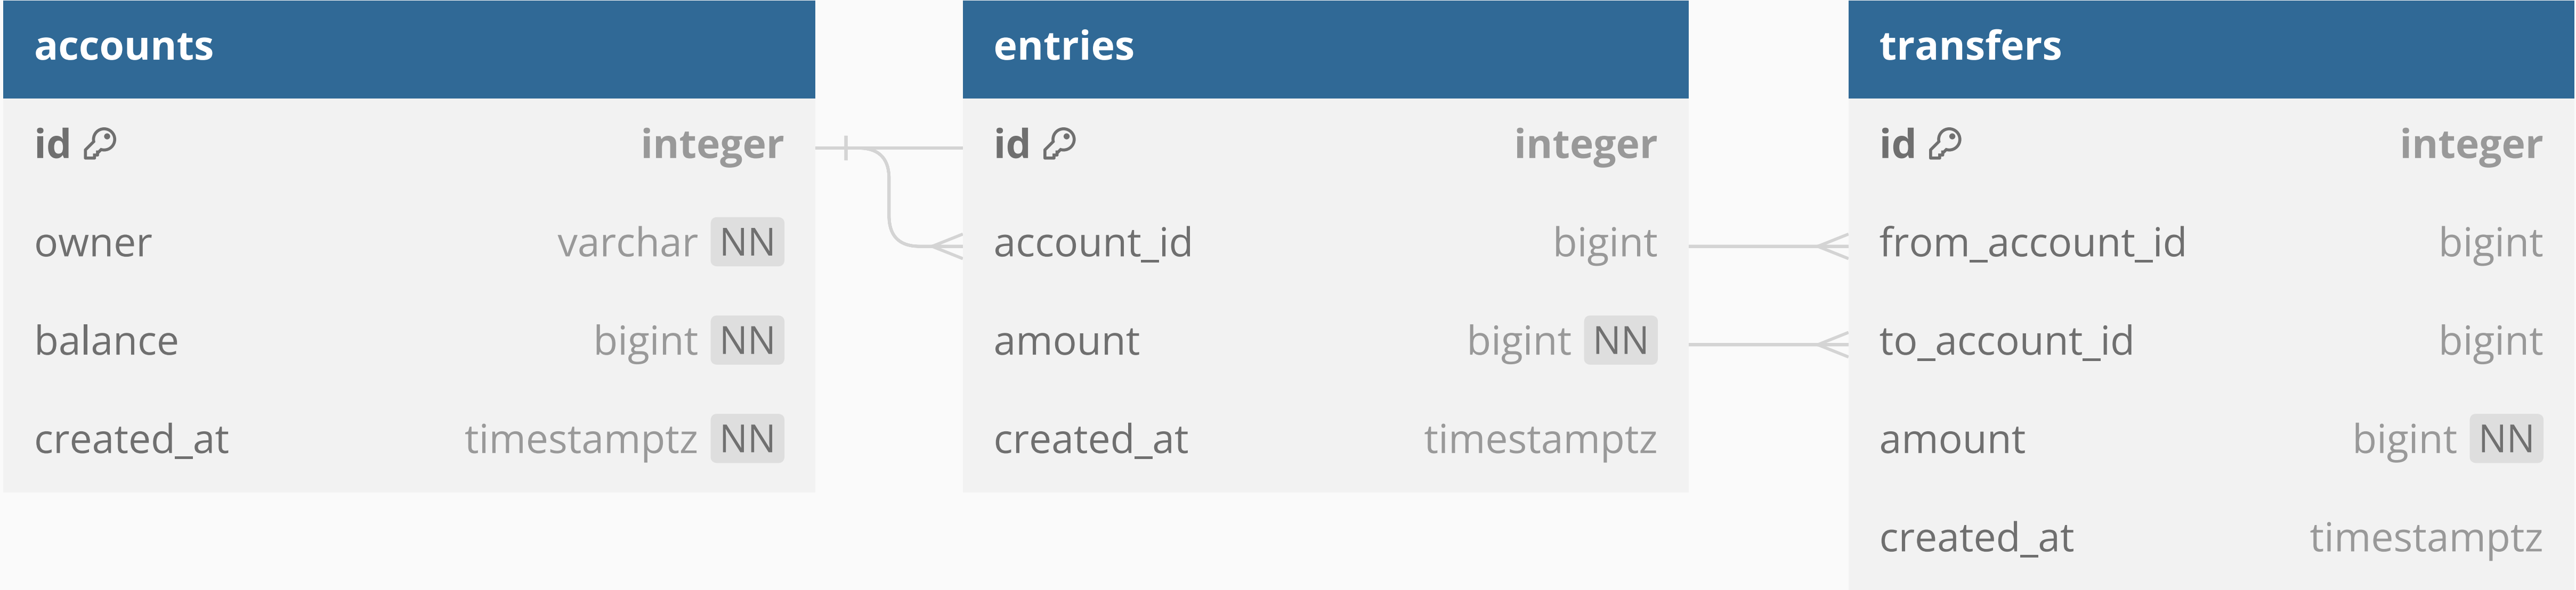 accounts
id integer
owner varchar NN
balance bigint NN
created_at timestamptz NN
entries
id integer
account_id bigint
amount bigint NN
created_at timestamptz
transfers
id integer
from_account_id bigint
to_account_id bigint
amount bigint NN
created_at timestamptz